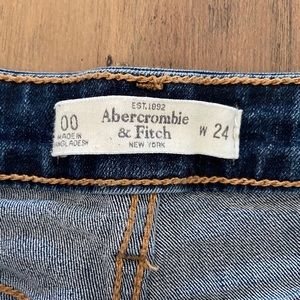 EST. 1892
Abercrombie
& Fitch
NEW YORK
00
MADE IN
BANGLADESH
W 24